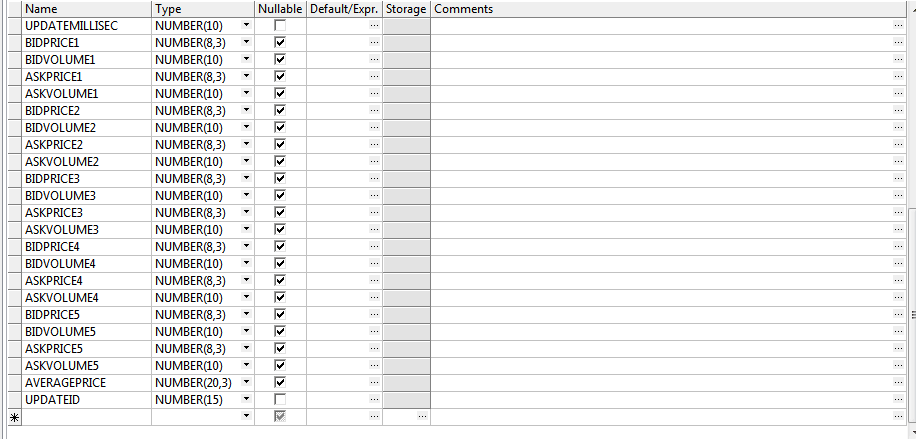 Name Type Nullable Default/Expr. Storage Comments
UPDATEMILLISEC NUMBER(10) ...
BIDPRICE1 NUMBER(8,3) ...
BIDVOLUME1 NUMBER(10) ...
ASKPRICE1 NUMBER(8,3) ...
ASKVOLUME1 NUMBER(10) ...
BIDPRICE2 NUMBER(8,3) ...
BIDVOLUME2 NUMBER(10) ...
ASKPRICE2 NUMBER(8,3) ...
ASKVOLUME2 NUMBER(10) ...
BIDPRICE3 NUMBER(8,3) ...
BIDVOLUME3 NUMBER(10) ...
ASKPRICE3 NUMBER(8,3) ...
ASKVOLUME3 NUMBER(10) ...
BIDPRICE4 NUMBER(8,3) ...
BIDVOLUME4 NUMBER(10) ...
ASKPRICE4 NUMBER(8,3) ...
ASKVOLUME4 NUMBER(10) ...
BIDPRICE5 NUMBER(8,3) ...
BIDVOLUME5 NUMBER(10) ...
ASKPRICE5 NUMBER(8,3) ...
ASKVOLUME5 NUMBER(10) ...
AVERAGEPRICE NUMBER(20,3) ...
UPDATEID NUMBER(15) ...